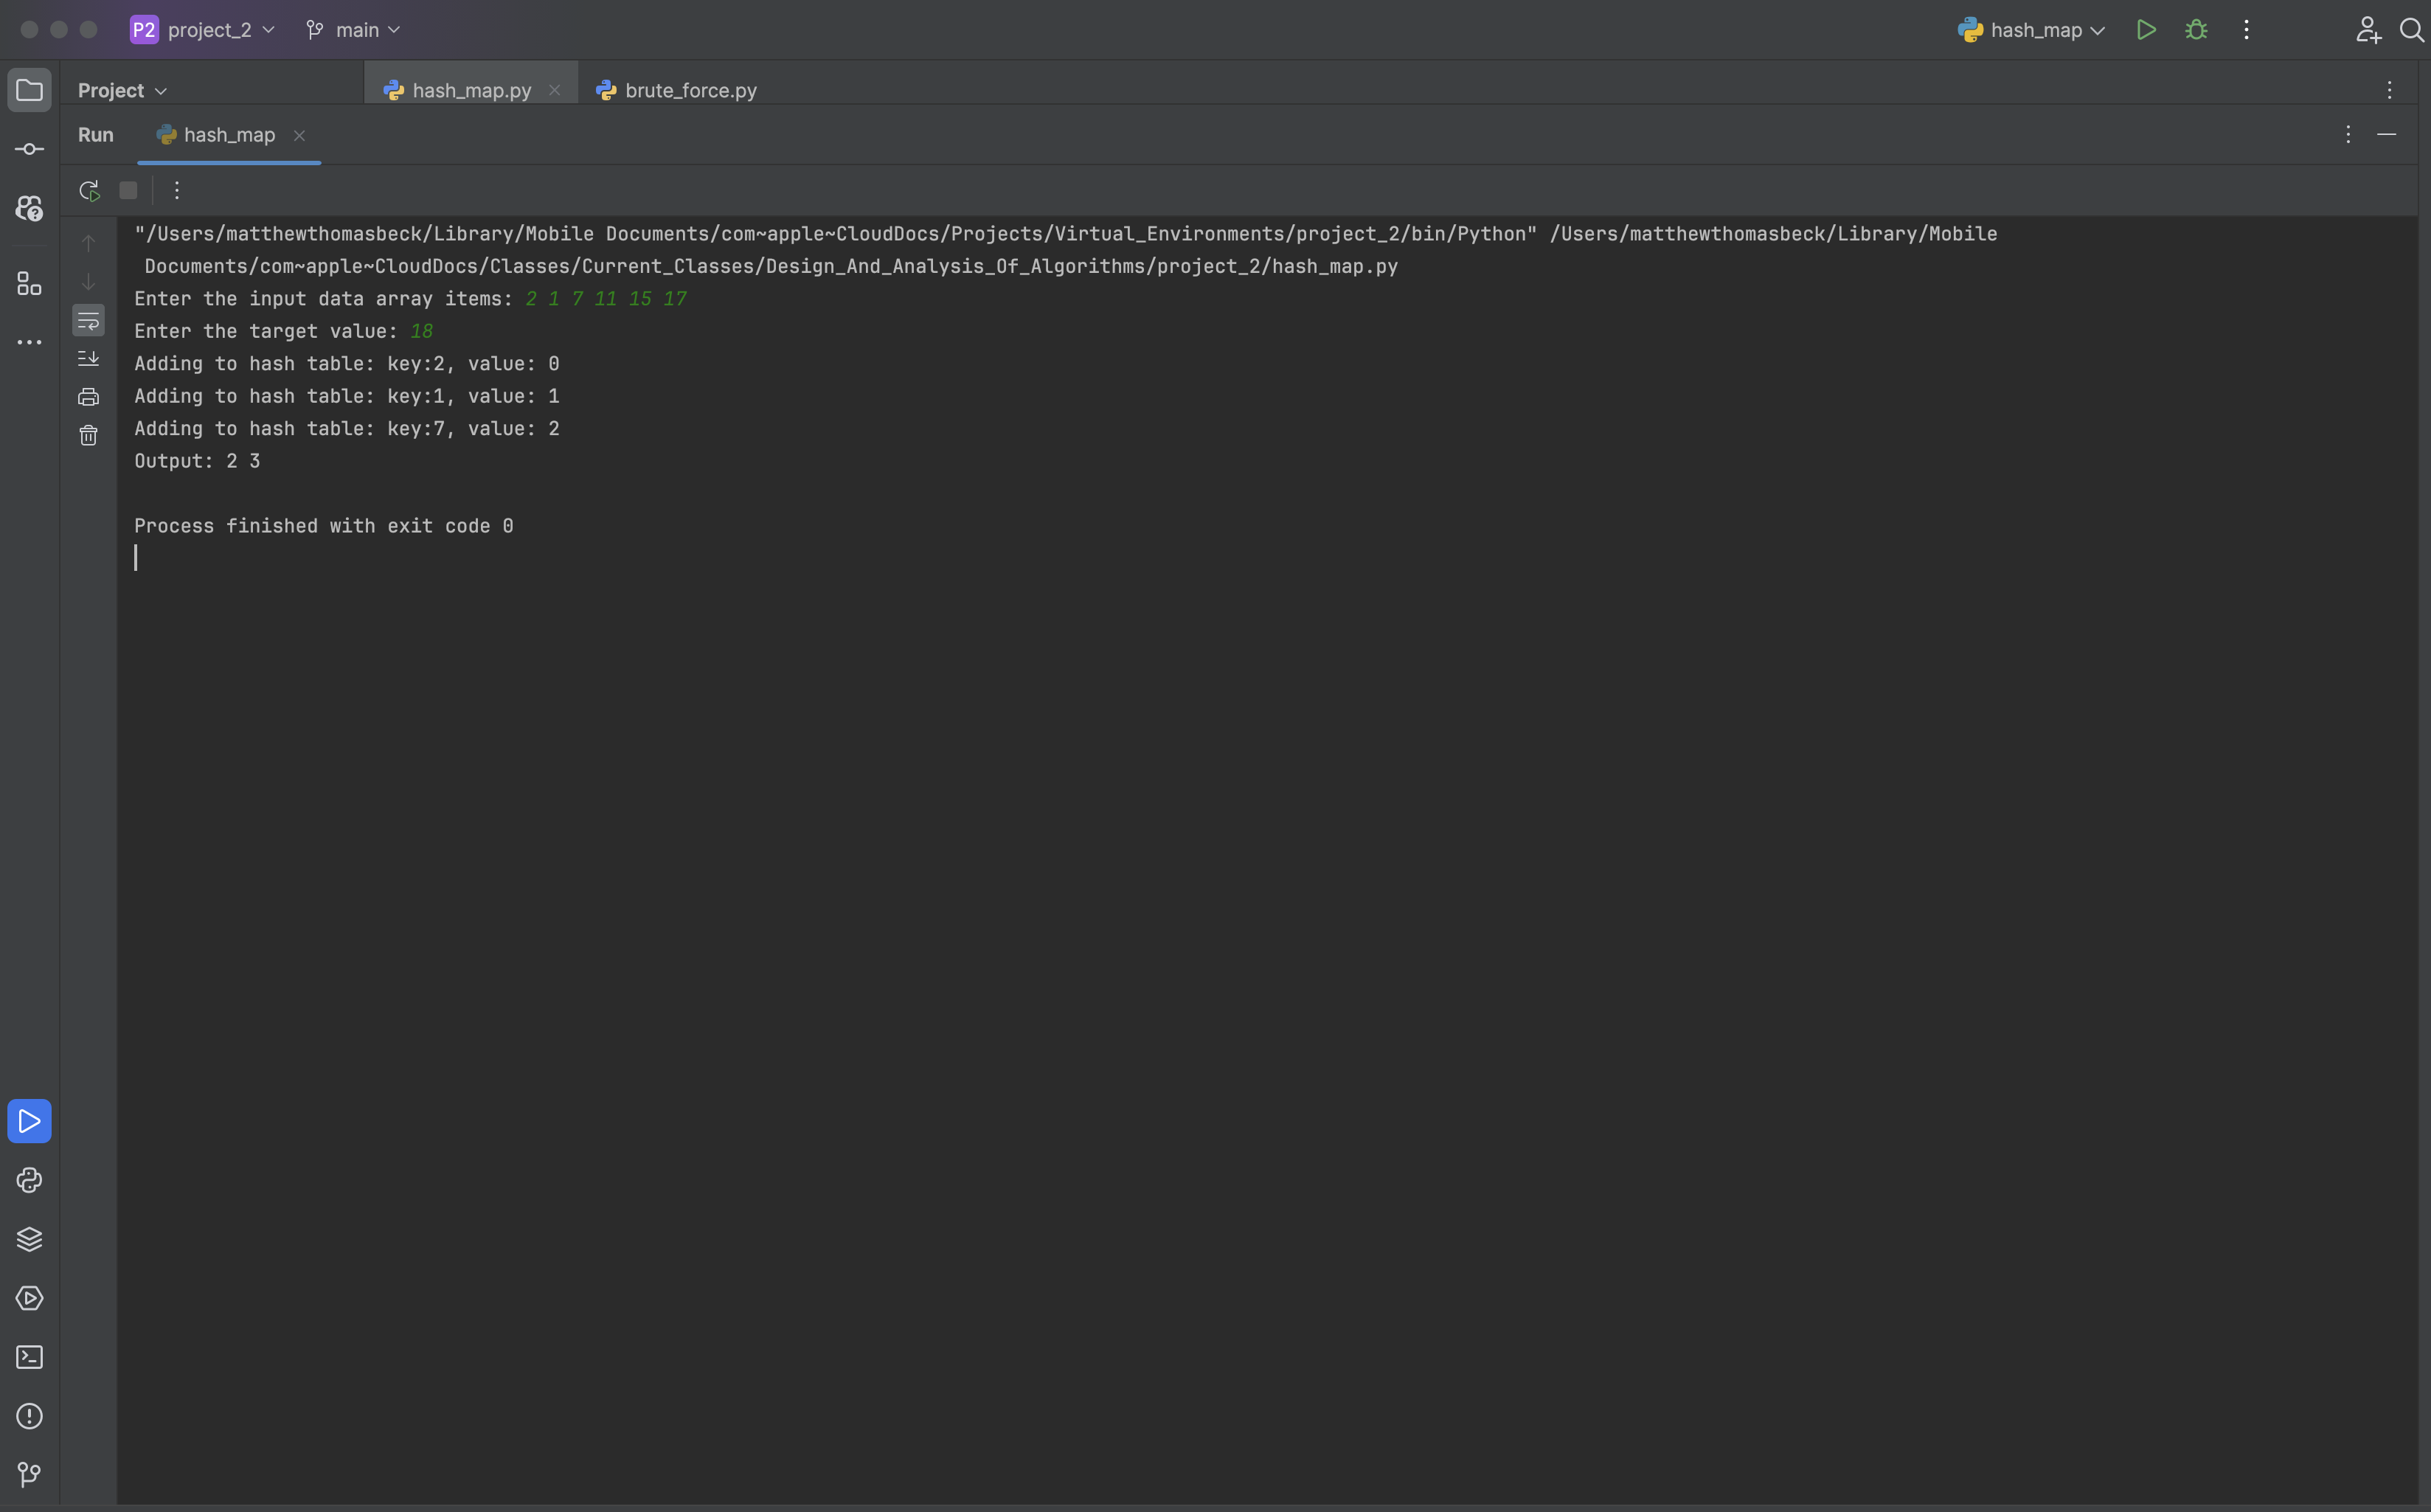 P2 project_2 main hash_map
Project hash_map.py brute_force.py
Run hash_map
"/Users/matthewthomasbeck/Library/Mobile Documents/com~apple~CloudDocs/Projects/Virtual_Environments/project_2/bin/Python" /Users/matthewthomasbeck/Library/Mobile
Documents/com~apple~CloudDocs/Classes/Current_Classes/Design_And_Analysis_Of_Algorithms/project_2/hash_map.py
Enter the input data array items: 2 1 7 11 15 17
Enter the target value: 18
Adding to hash table: key:2, value: 0
Adding to hash table: key:1, value: 1
Adding to hash table: key:7, value: 2
Output: 2 3
Process finished with exit code 0